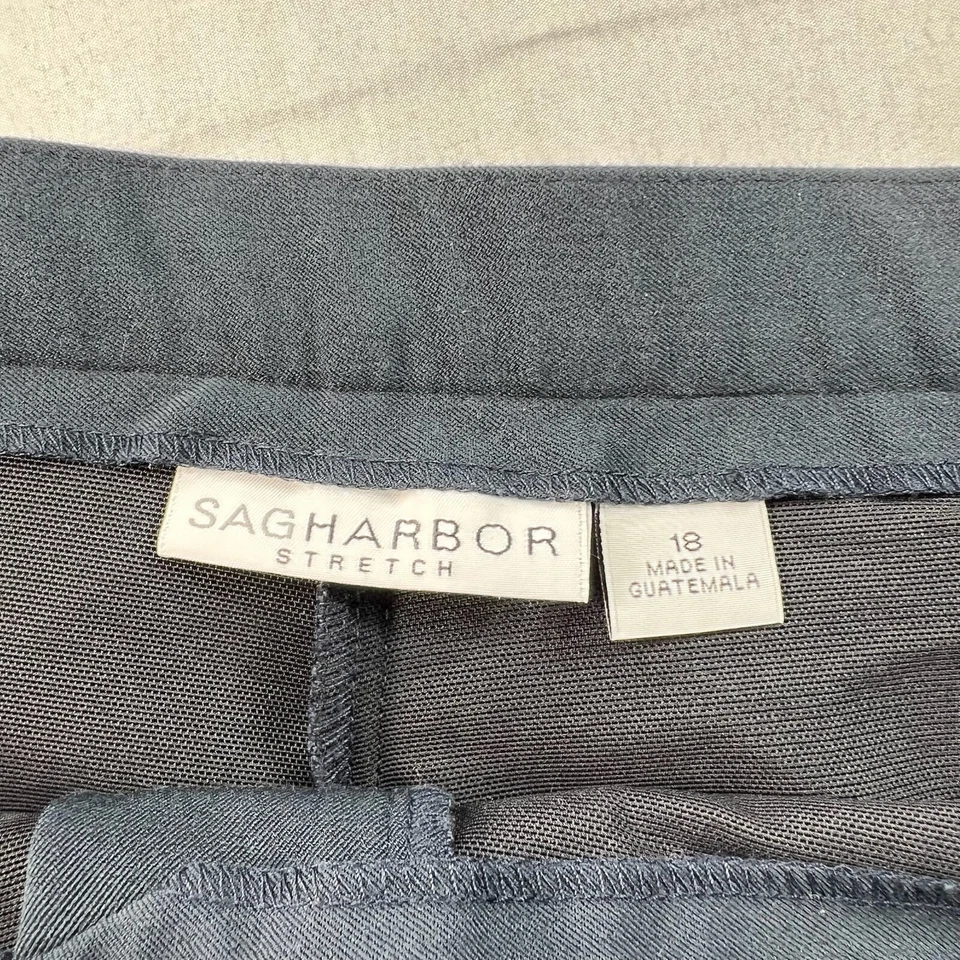 SAGHARBOR
STRETCH
18
MADE IN
GUATEMALA